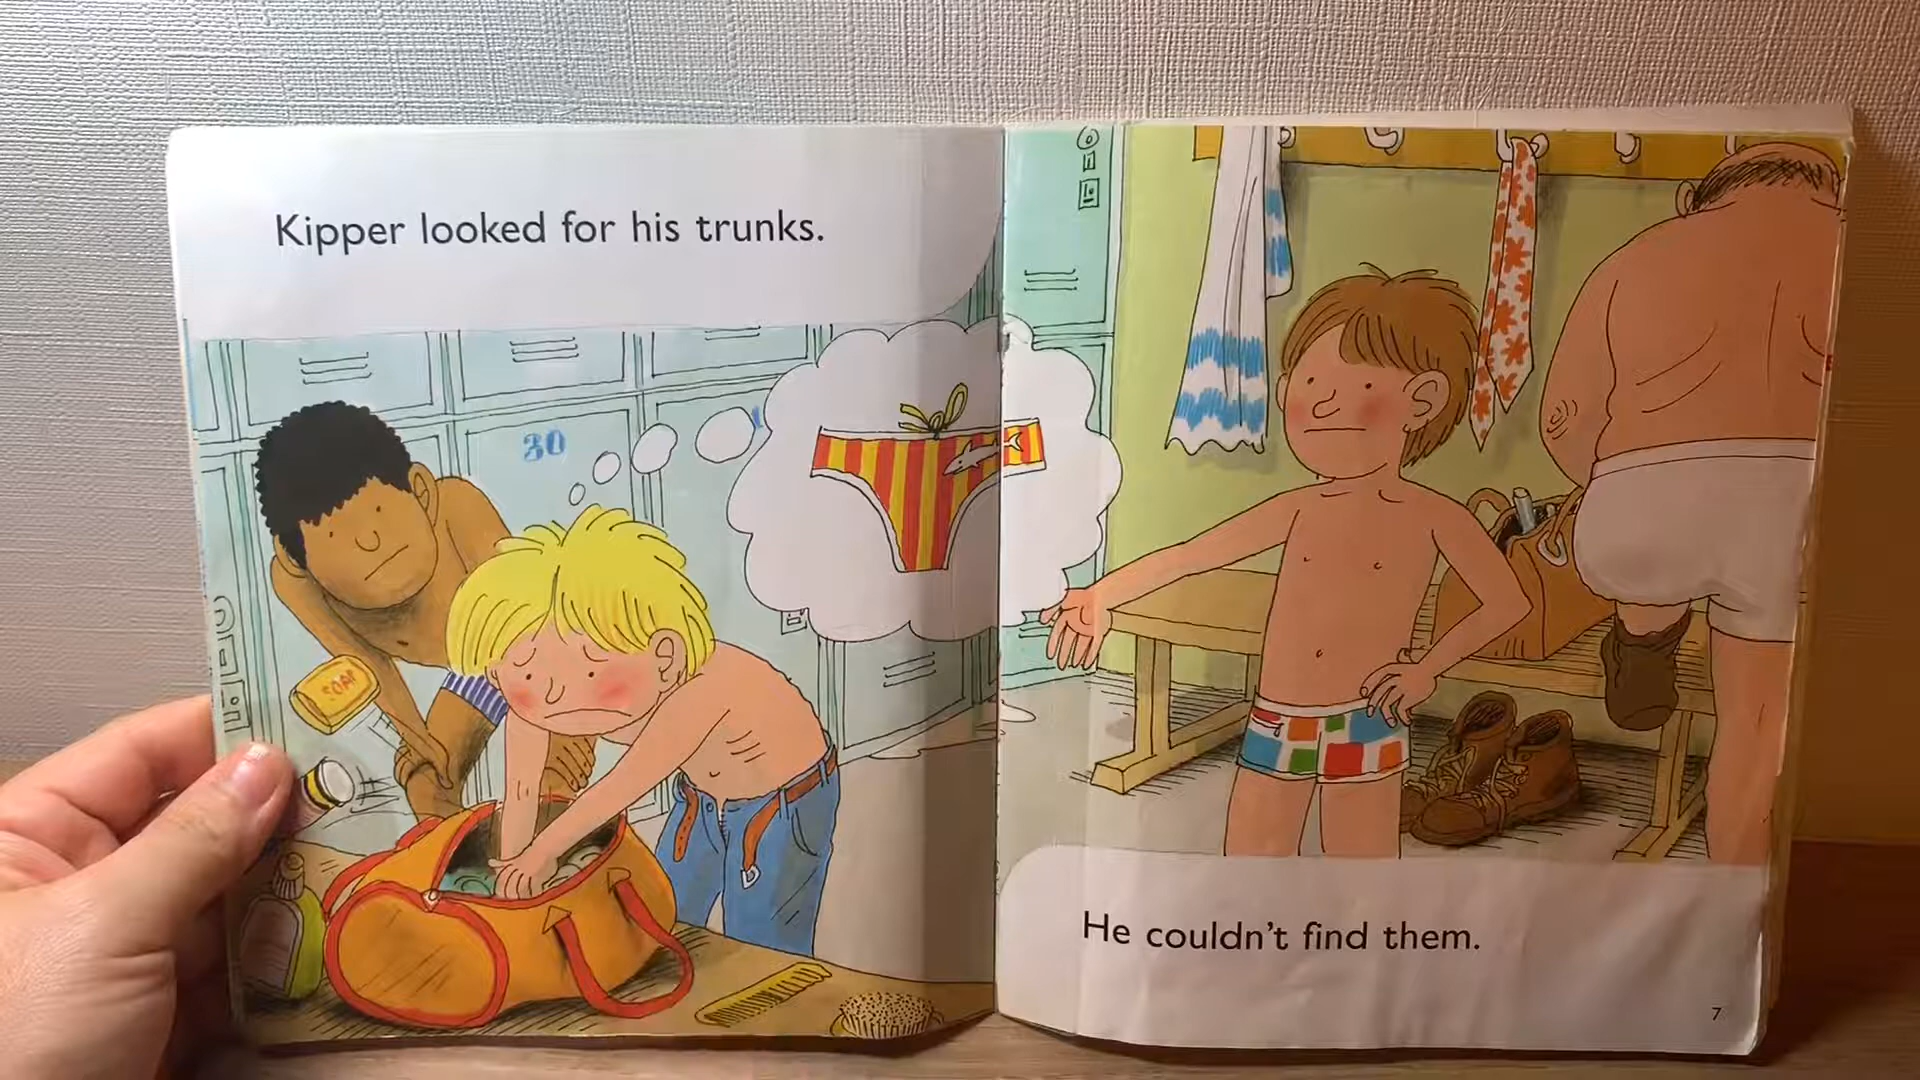 Kipper looked for his trunks.
30
SOAP
He couldn't find them.
7